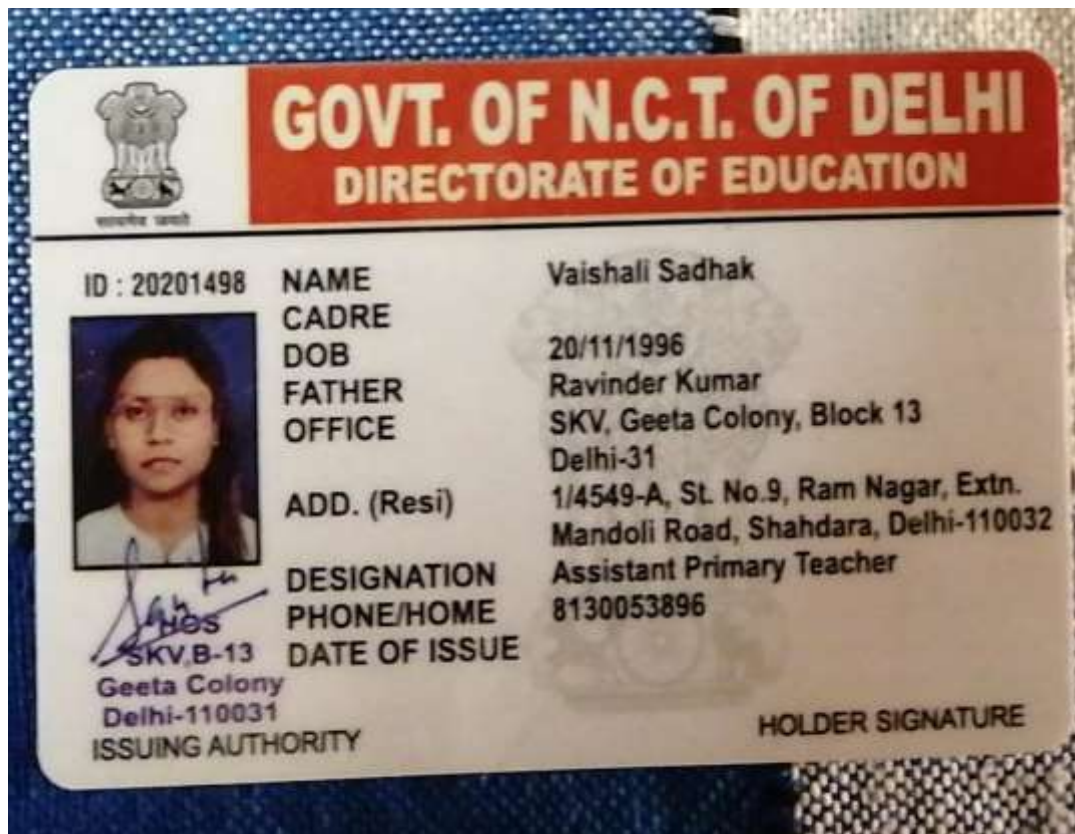 GOVT. OF N.C.T. OF DELHI
DIRECTORATE OF EDUCATION
सत्यमेव जयते
ID : 20201498
NAME Vaishali Sadhak
CADRE
DOB 20/11/1996
FATHER Ravinder Kumar
OFFICE SKV, Geeta Colony, Block 13
Delhi-31
ADD. (Resi) 1/4549-A, St. No.9, Ram Nagar, Extn.
Mandoli Road, Shahdara, Delhi-110032
DESIGNATION Assistant Primary Teacher
PHONE/HOME 8130053896
DATE OF ISSUE
HOS
SKV,B-13
Geeta Colony
Delhi-110031
ISSUING AUTHORITY
HOLDER SIGNATURE